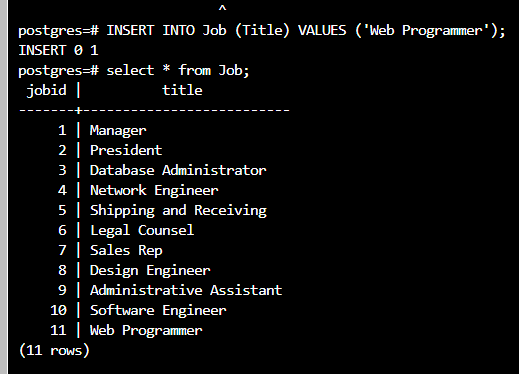 ^
postgres=# INSERT INTO Job (Title) VALUES ('Web Programmer');
INSERT 0 1
postgres=# select * from Job;
 jobid |          title
-------+--------------------------
     1 | Manager
     2 | President
     3 | Database Administrator
     4 | Network Engineer
     5 | Shipping and Receiving
     6 | Legal Counsel
     7 | Sales Rep
     8 | Design Engineer
     9 | Administrative Assistant
    10 | Software Engineer
    11 | Web Programmer
(11 rows)